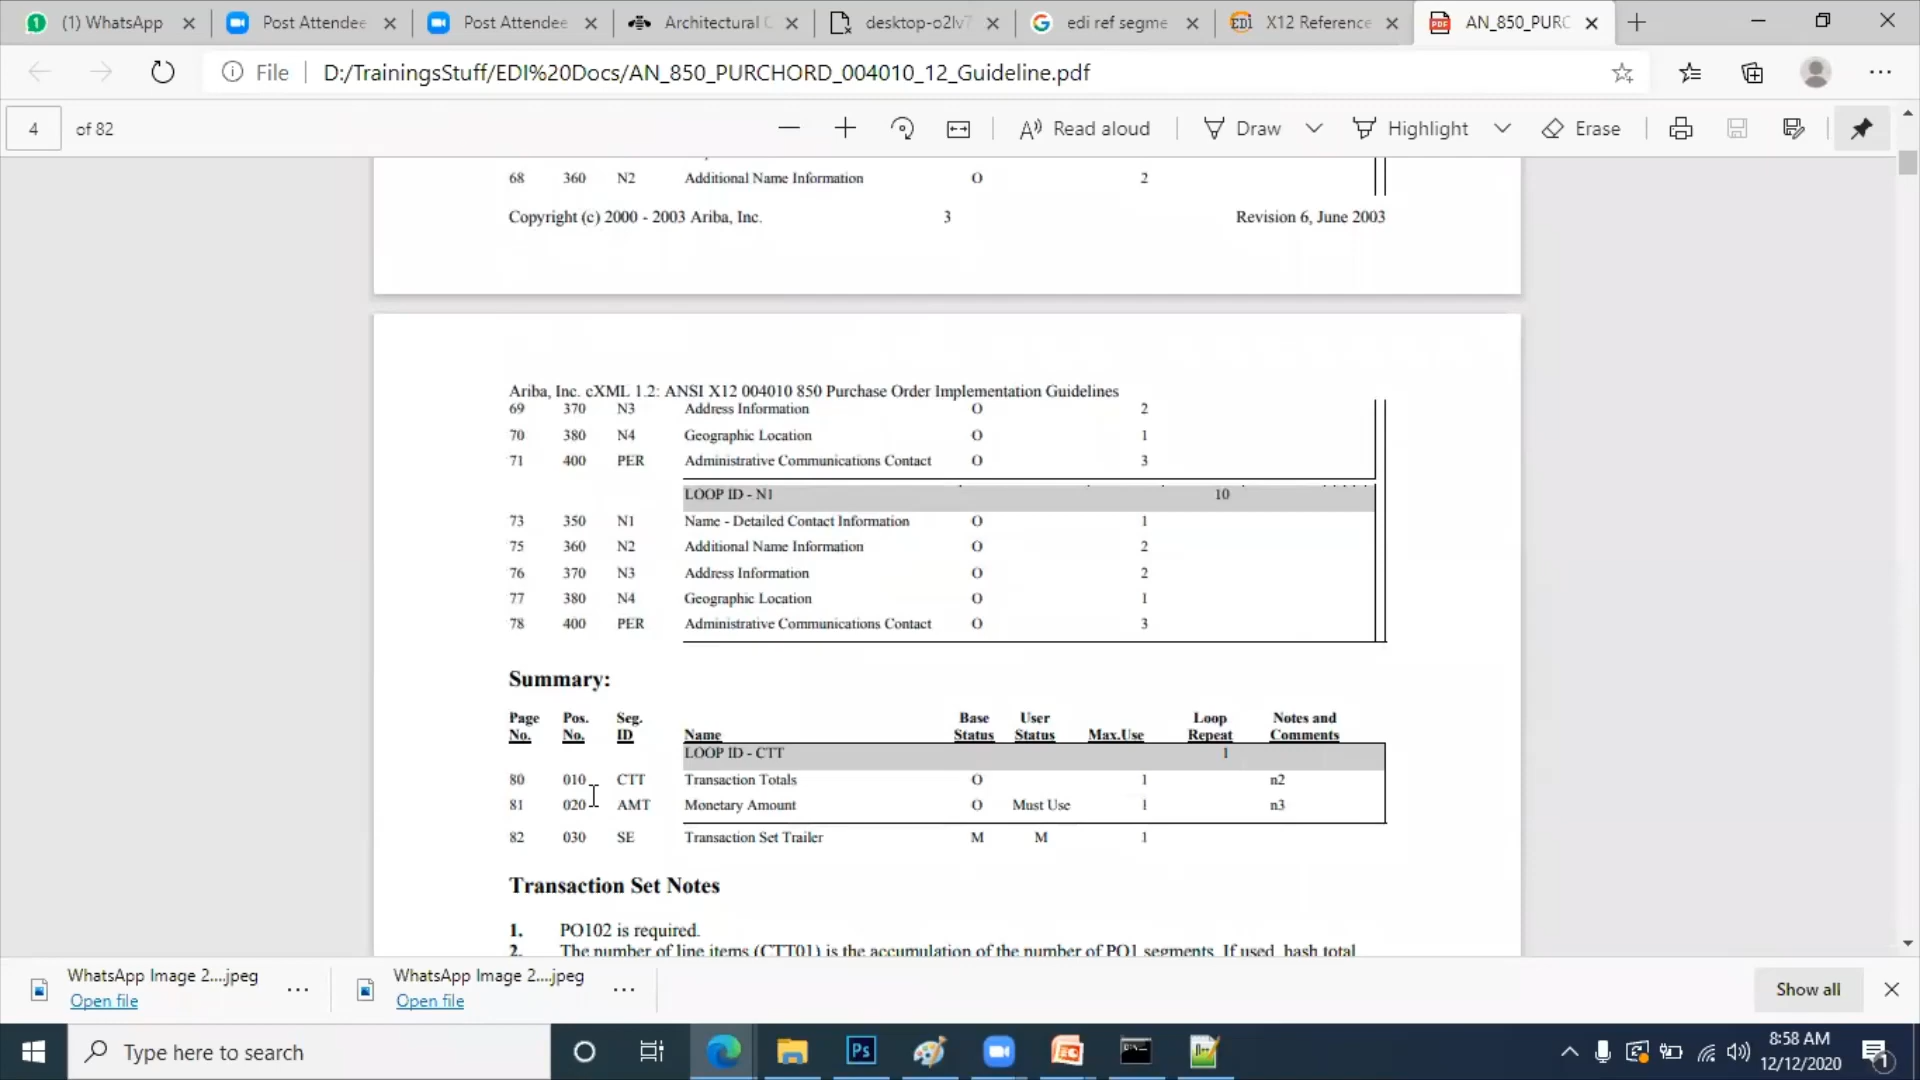 (1) WhatsApp
Post Attendee
Post Attendee
Architectural C
desktop-o2lv7
edi ref segme
EDI X12 Reference
PDF AN_850_PURC
File D:/TrainingsStuff/EDI%20Docs/AN_850_PURCHORD_004010_12_Guideline.pdf
4 of 82 Read aloud Draw Highlight Erase
68 360 N2 Additional Name Information O 2
Copyright (c) 2000 - 2003 Ariba, Inc. 3 Revision 6, June 2003
Ariba, Inc. cXML 1.2: ANSI X12 004010 850 Purchase Order Implementation Guidelines
69 370 N3 Address Information O 2
70 380 N4 Geographic Location O 1
71 400 PER Administrative Communications Contact O 3
LOOP ID - N1 10
73 350 N1 Name - Detailed Contact Information O 1
75 360 N2 Additional Name Information O 2
76 370 N3 Address Information O 2
77 380 N4 Geographic Location O 1
78 400 PER Administrative Communications Contact O 3
Summary:
Page Pos. Seg. Base User Loop Notes and
No. No. ID Name Status Status Max.Use Repeat Comments
LOOP ID - CTT 1
80 010 CTT Transaction Totals O 1 n2
81 020 AMT Monetary Amount O Must Use 1 n3
82 030 SE Transaction Set Trailer M M 1
Transaction Set Notes
1. PO102 is required.
2. The number of line items (CTT01) is the accumulation of the number of PO1 segments. If used, hash total
WhatsApp Image 2....jpeg
Open file
WhatsApp Image 2....jpeg
Open file
Show all
Type here to search
Ps
8:58 AM
12/12/2020
1